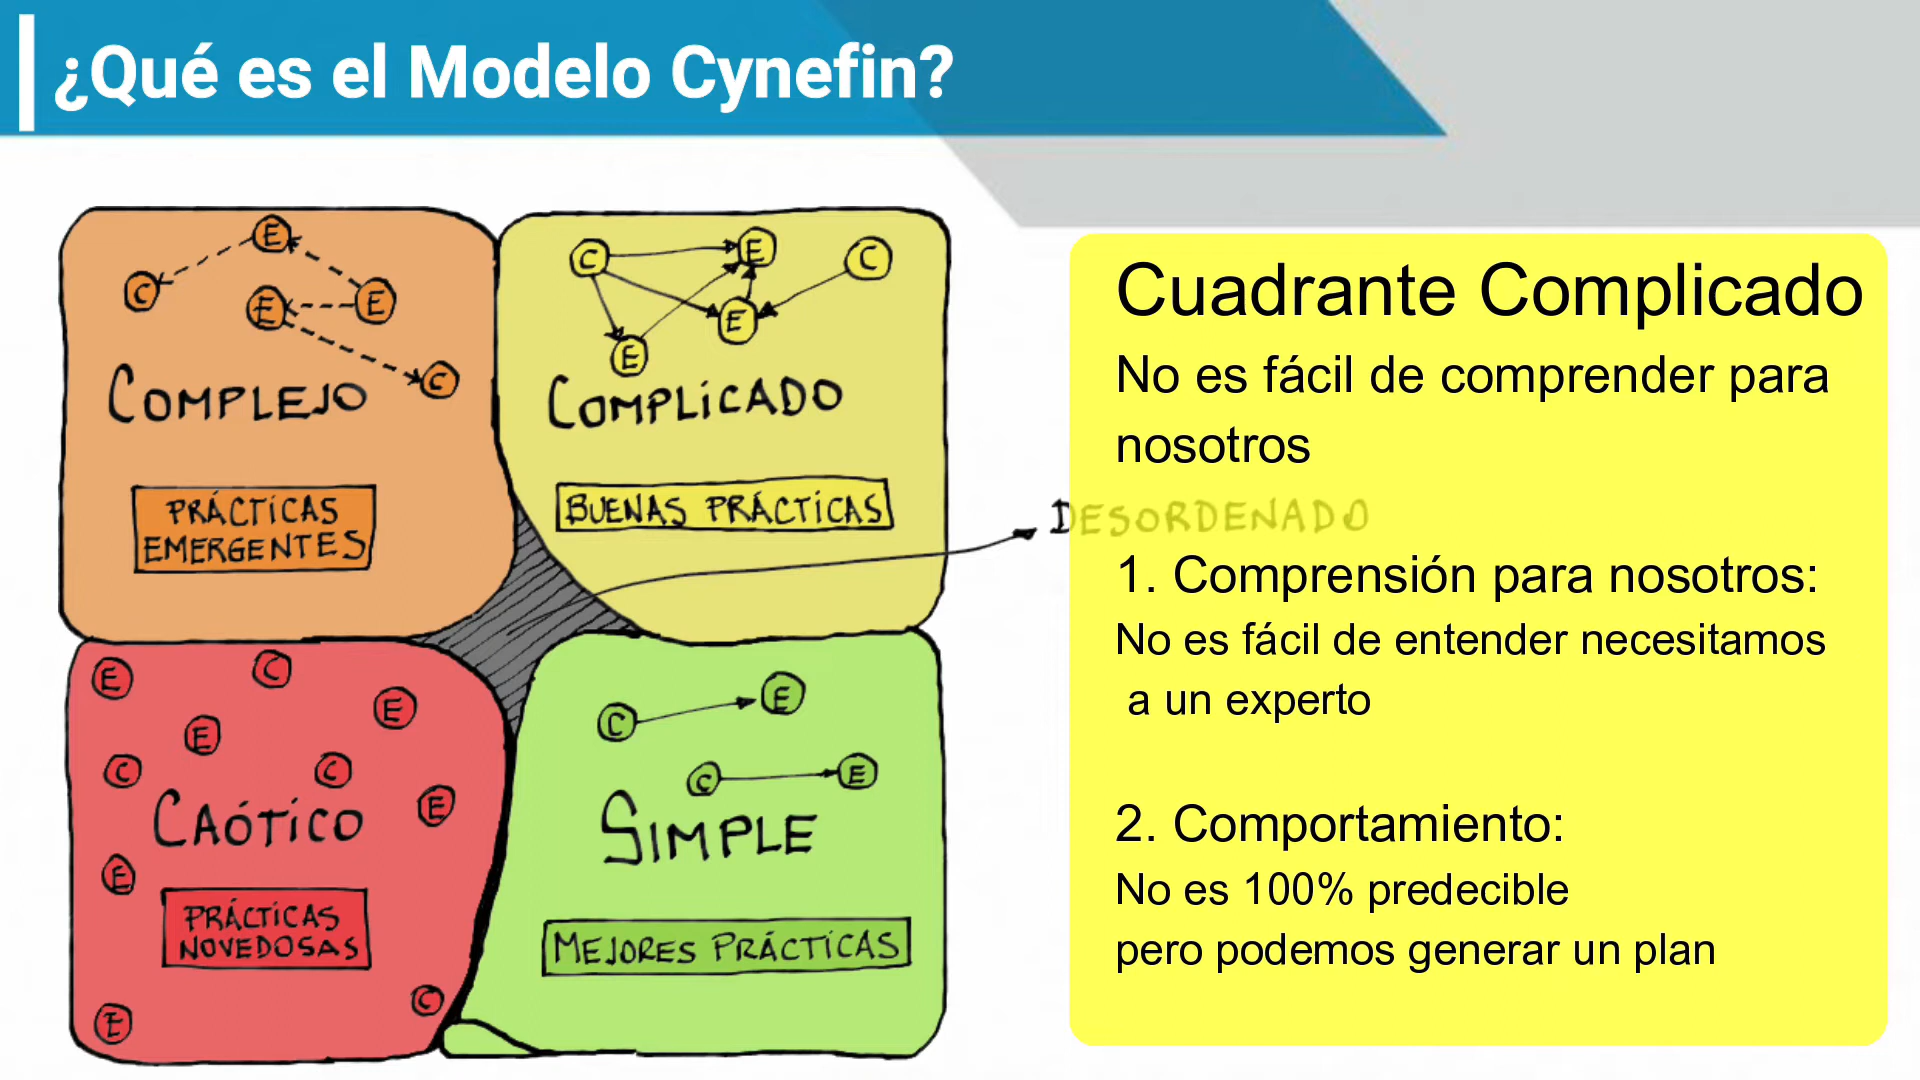 ¿Qué es el Modelo Cynefin?
E
C
E
E
C
COMPLEJO
PRÁCTICAS
EMERGENTES
C
E
C
E
E
COMPLICADO
BUENAS PRÁCTICAS
DESORDENADO
E
C
E
E
C
C
E
CAÓTICO
E
PRÁCTICAS
NOVEDOSAS
C
E
C
E
C
E
SIMPLE
MEJORES PRÁCTICAS
Cuadrante Complicado
No es fácil de comprender para
nosotros
1. Comprensión para nosotros:
No es fácil de entender necesitamos
a un experto
2. Comportamiento:
No es 100% predecible
pero podemos generar un plan